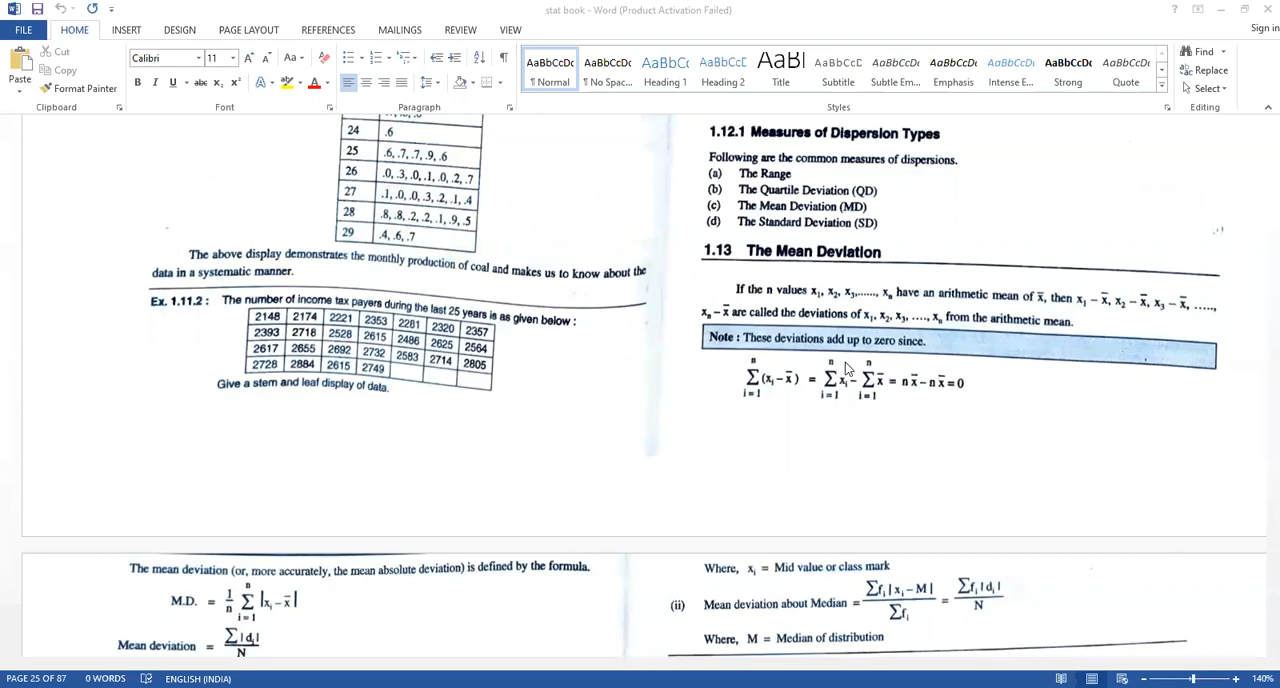 stat book - Word (Product Activation Failed)
FILE HOME INSERT DESIGN PAGE LAYOUT REFERENCES MAILINGS REVIEW VIEW Sign in
Paste
Cut
Copy
Format Painter
Calibri 11
AaBbCcDc AaBbCcDc AaBbCc AaBbCcD AaBl AaBbCcD AaBbCcDc AaBbCcDc AaBbCcDc AaBbCcDc AaBbCcDc
¶ Normal ¶ No Spac... Heading 1 Heading 2 Title Subtitle Subtle Em... Emphasis Intense E... Strong Quote
Find
Replace
Select
Clipboard Font Paragraph Styles Editing
24 .6
25 .6, .7, .7, .9, .6
26 .0, .3, .0, .1, .0, .2, .7
27 .1, .0, .0, .3, .2, .1, .4
28 .8, .8, .2, .2, .1, .9, .5
29 .4, .6, .7
The above display demonstrates the monthly production of coal and makes us to know about the
data in a systematic manner.
Ex. 1.11.2 : The number of income tax payers during the last 25 years is as given below :
2148 2174 2221 2353 2281 2320 2357
2393 2718 2528 2615 2486 2625 2564
2617 2655 2692 2732 2583 2714 2805
2728 2884 2615 2749
Give a stem and leaf display of data.
1.12.1 Measures of Dispersion Types
Following are the common measures of dispersions.
(a) The Range
(b) The Quartile Deviation (QD)
(c) The Mean Deviation (MD)
(d) The Standard Deviation (SD)
1.13 The Mean Deviation
If the n values x₁, x₂, x₃,......, xₙ have an arithmetic mean of x̄, then x₁ – x̄, x₂ – x̄, x₃ – x̄, .....,
xₙ – x̄ are called the deviations of x₁, x₂, x₃, ...., xₙ from the arithmetic mean.
Note : These deviations add up to zero since.
n n n
∑(xᵢ – x̄) = ∑xᵢ – ∑x̄ = n x̄ – n x̄ = 0
i = 1 i = 1 i = 1
The mean deviation (or, more accurately, the mean absolute deviation) is defined by the formula.
M.D. = 1/n n∑i = 1 |xᵢ – x̄|
Mean deviation = ∑|dᵢ| / N
Where, xᵢ = Mid value or class mark
(ii) Mean deviation about Median = ∑fᵢ|xᵢ – M| / ∑fᵢ = ∑fᵢ|dᵢ| / N
Where, M = Median of distribution
PAGE 25 OF 87 0 WORDS ENGLISH (INDIA) 140%